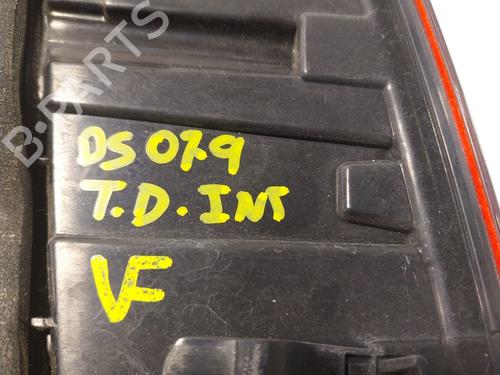 B-PARTS
DS 079
T.D. INT
VF